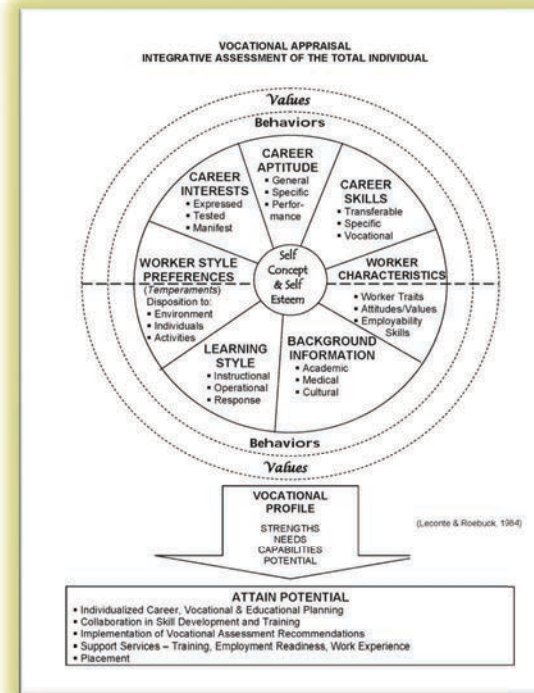 VOCATIONAL APPRAISAL
INTEGRATIVE ASSESSMENT OF THE TOTAL INDIVIDUAL
Values
Behaviors
CAREER
INTERESTS
▪ Expressed
▪ Tested
▪ Manifest
CAREER
APTITUDE
▪ General
▪ Specific
▪ Perfor-
mance
CAREER SKILLS
▪ Transferable
▪ Specific
▪ Vocational
WORKER STYLE
PREFERENCES
(Temperaments)
Disposition to:
▪ Environment
▪ Individuals
▪ Activities
Self
Concept
& Self
Esteem
WORKER
CHARACTERISTICS
▪ Worker Traits
▪ Attitudes/Values
▪ Employability
Skills
LEARNING
STYLE
▪ Instructional
▪ Operational
▪ Response
BACKGROUND
INFORMATION
▪ Academic
▪ Medical
▪ Cultural
Behaviors
Values
VOCATIONAL
PROFILE
STRENGTHS
NEEDS
CAPABILITIES
POTENTIAL
(Leconte & Roebuck, 1984)
ATTAIN POTENTIAL
▪ Individualized Career, Vocational & Educational Planning
▪ Collaboration in Skill Development and Training
▪ Implementation of Vocational Assessment Recommendations
▪ Support Services – Training, Employment Readiness, Work Experience
▪ Placement